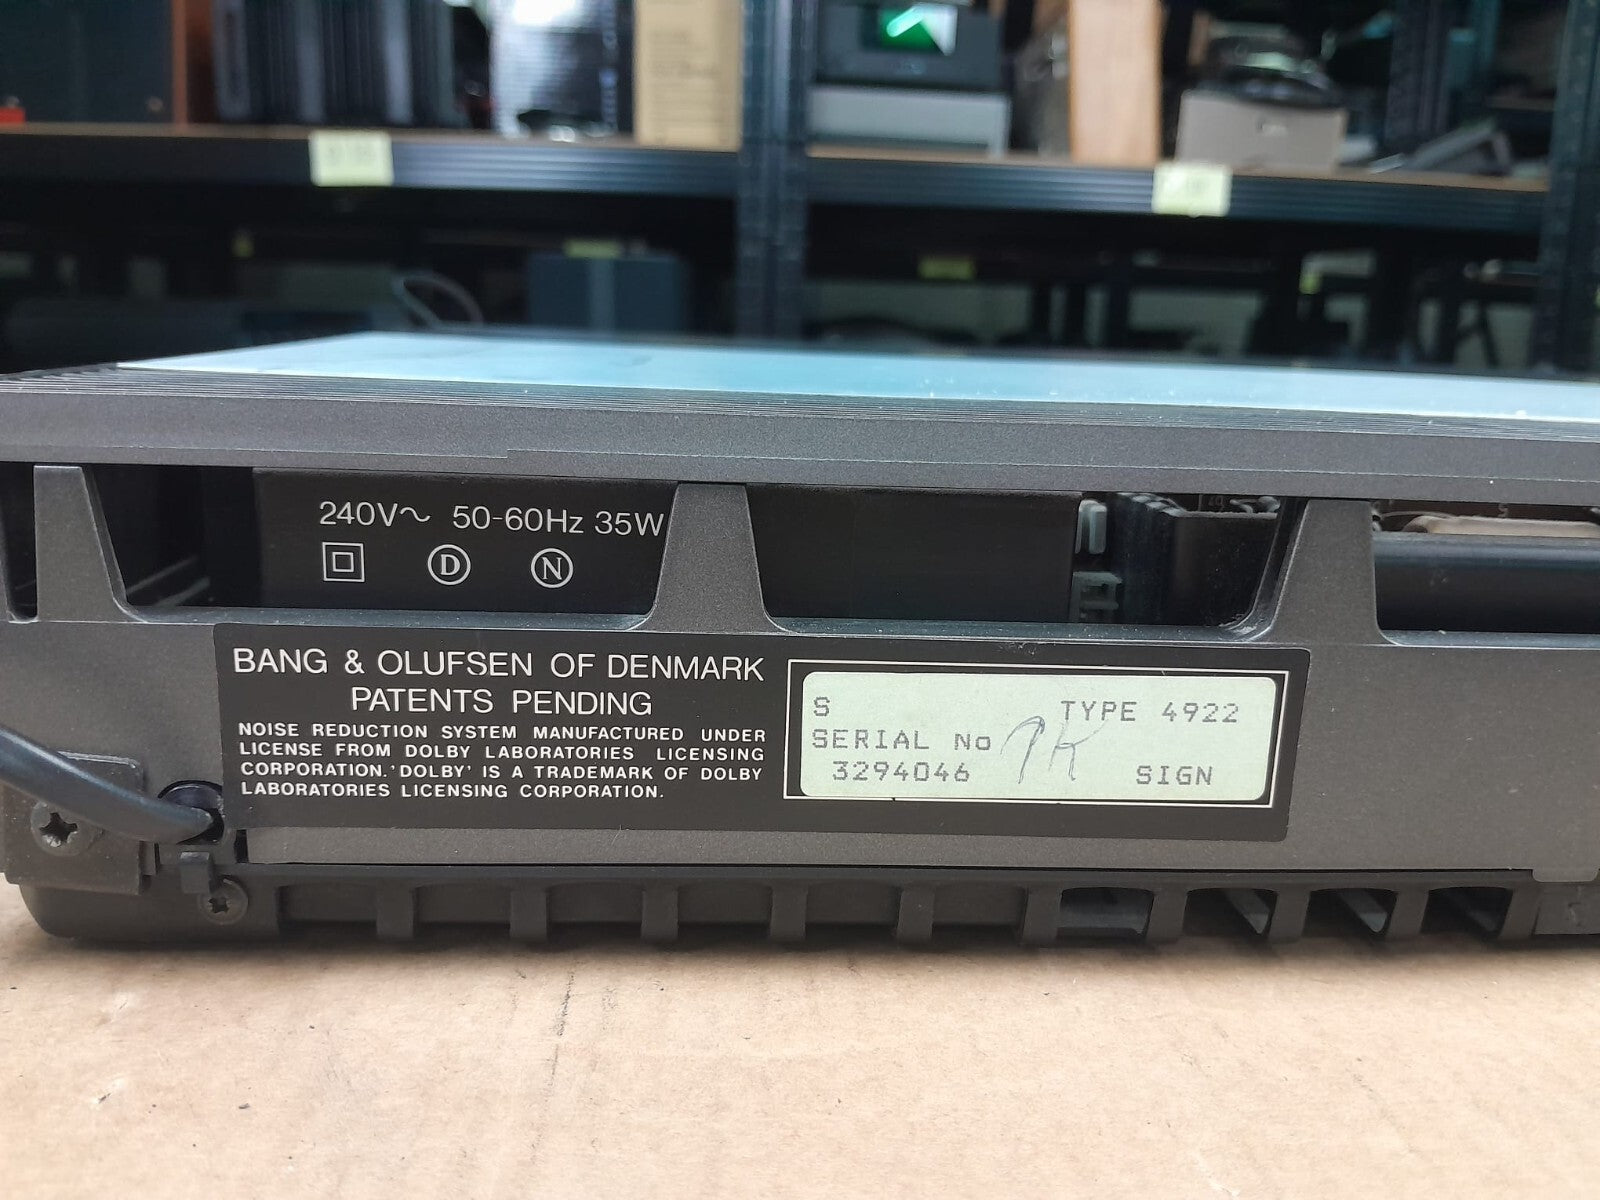 240V~ 50-60Hz 35W
D N
BANG & OLUFSEN OF DENMARK
PATENTS PENDING
NOISE REDUCTION SYSTEM MANUFACTURED UNDER
LICENSE FROM DOLBY LABORATORIES LICENSING
CORPORATION.'DOLBY' IS A TRADEMARK OF DOLBY
LABORATORIES LICENSING CORPORATION.
S TYPE 4922
SERIAL No
3294046 SIGN